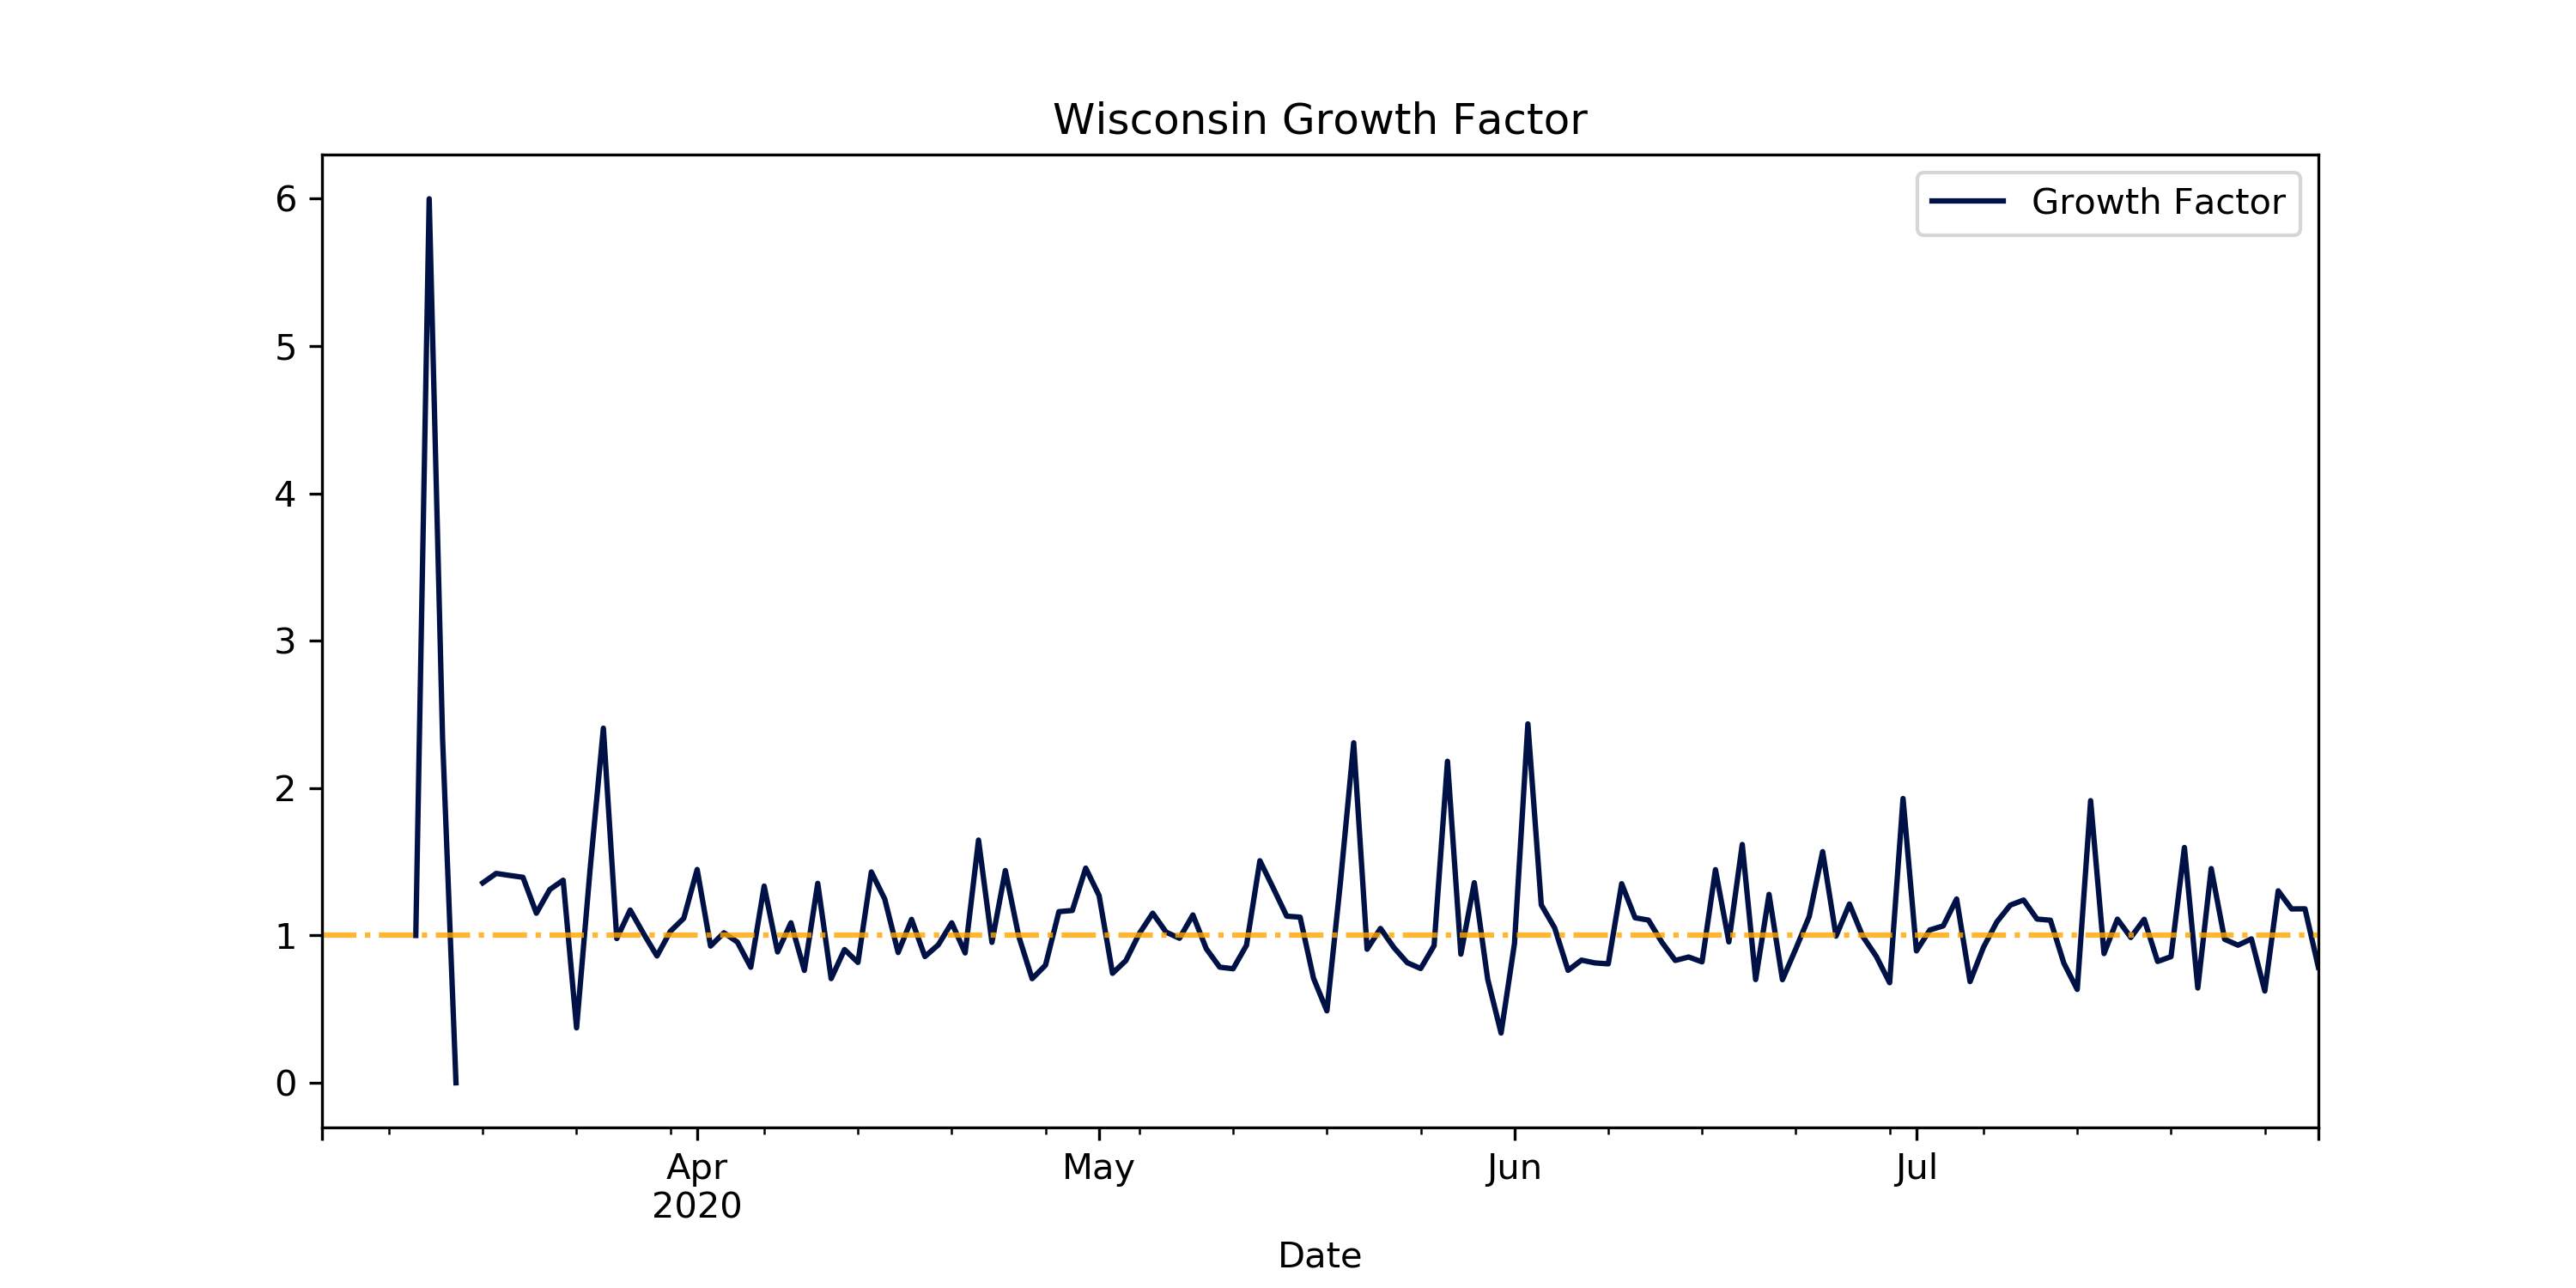 Wisconsin Growth Factor
Growth Factor
6
5
4
3
2
1
0
Apr
2020
May
Jun
Jul
Date